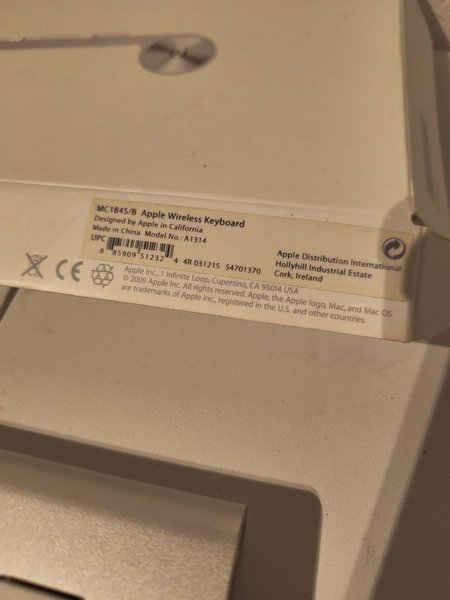 MC184S/B Apple Wireless Keyboard
Designed by Apple in California
Made in China Model No.: A1314
UPC
8 85909 51232 4 4R 031215 54701370
Apple Distribution International
Hollyhill Industrial Estate
Cork, Ireland
CE
Apple Inc., 1 Infinite Loop, Cupertino, CA 95014 USA
© 2009 Apple Inc. All rights reserved. Apple, the Apple logo, Mac, and Mac OS
are trademarks of Apple Inc., registered in the U.S. and other countries.